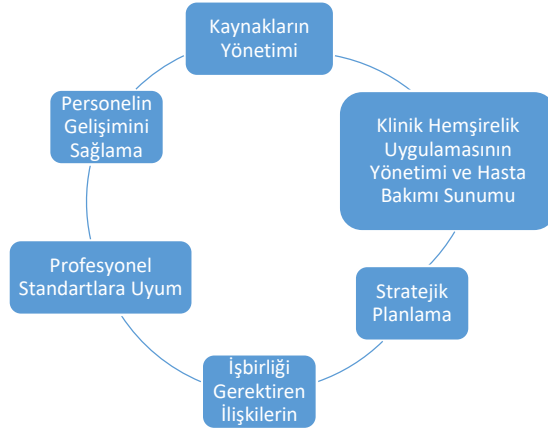 Kaynakların
Yönetimi
Klinik Hemşirelik
Uygulamasının
Yönetimi ve Hasta
Bakımı Sunumu
Stratejik
Planlama
İşbirliği
Gerektiren
İlişkilerin
Profesyonel
Standartlara Uyum
Personelin
Gelişimini
Sağlama